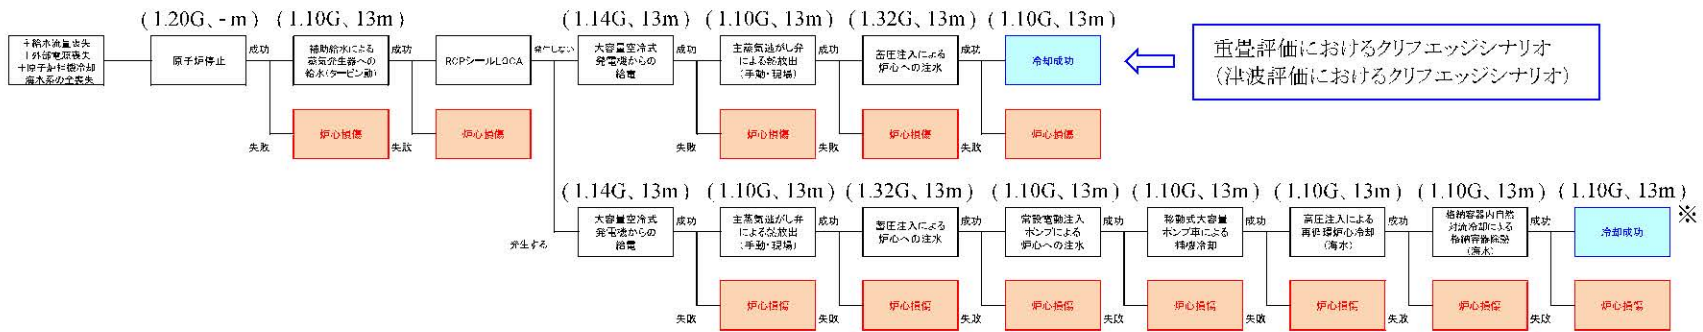 (1.20G、- m)
(1.10G、13m)
(1.14G、13m)
(1.10G、13m)
(1.32G、13m)
(1.10G、13m)
主給水流量喪失
+外部電源喪失
+原子炉補機冷却
海水系の全喪失
原子炉停止
成功
補助給水による
蒸気発生器への
給水(タービン動)
成功
RCPシールLOCA
発生しない
大容量空冷式
発電機からの
給電
成功
主蒸気逃がし弁
による熱放出
(手動・現場)
成功
蓄圧注入による
炉心への注水
成功
冷却成功
重畳評価におけるクリフエッジシナリオ
(津波評価におけるクリフエッジシナリオ)
失敗
炉心損傷
失敗
炉心損傷
失敗
炉心損傷
失敗
炉心損傷
失敗
炉心損傷
(1.14G、13m)
(1.10G、13m)
(1.32G、13m)
(1.10G、13m)
(1.10G、13m)
(1.10G、13m)
(1.10G、13m)
(1.10G、13m)
発生する
大容量空冷式
発電機からの
給電
成功
主蒸気逃がし弁
による熱放出
(手動・現場)
成功
蓄圧注入による
炉心への注水
成功
常設電動注入
ポンプによる
炉心への注水
成功
移動式大容量
ポンプ車による
補機冷却
成功
高圧注入による
再循環炉心冷却
(海水)
成功
格納容器内自然
対流冷却による
格納容器除熱
(海水)
成功
冷却成功
※
失敗
炉心損傷
失敗
炉心損傷
失敗
炉心損傷
失敗
炉心損傷
失敗
炉心損傷
失敗
炉心損傷
失敗
炉心損傷